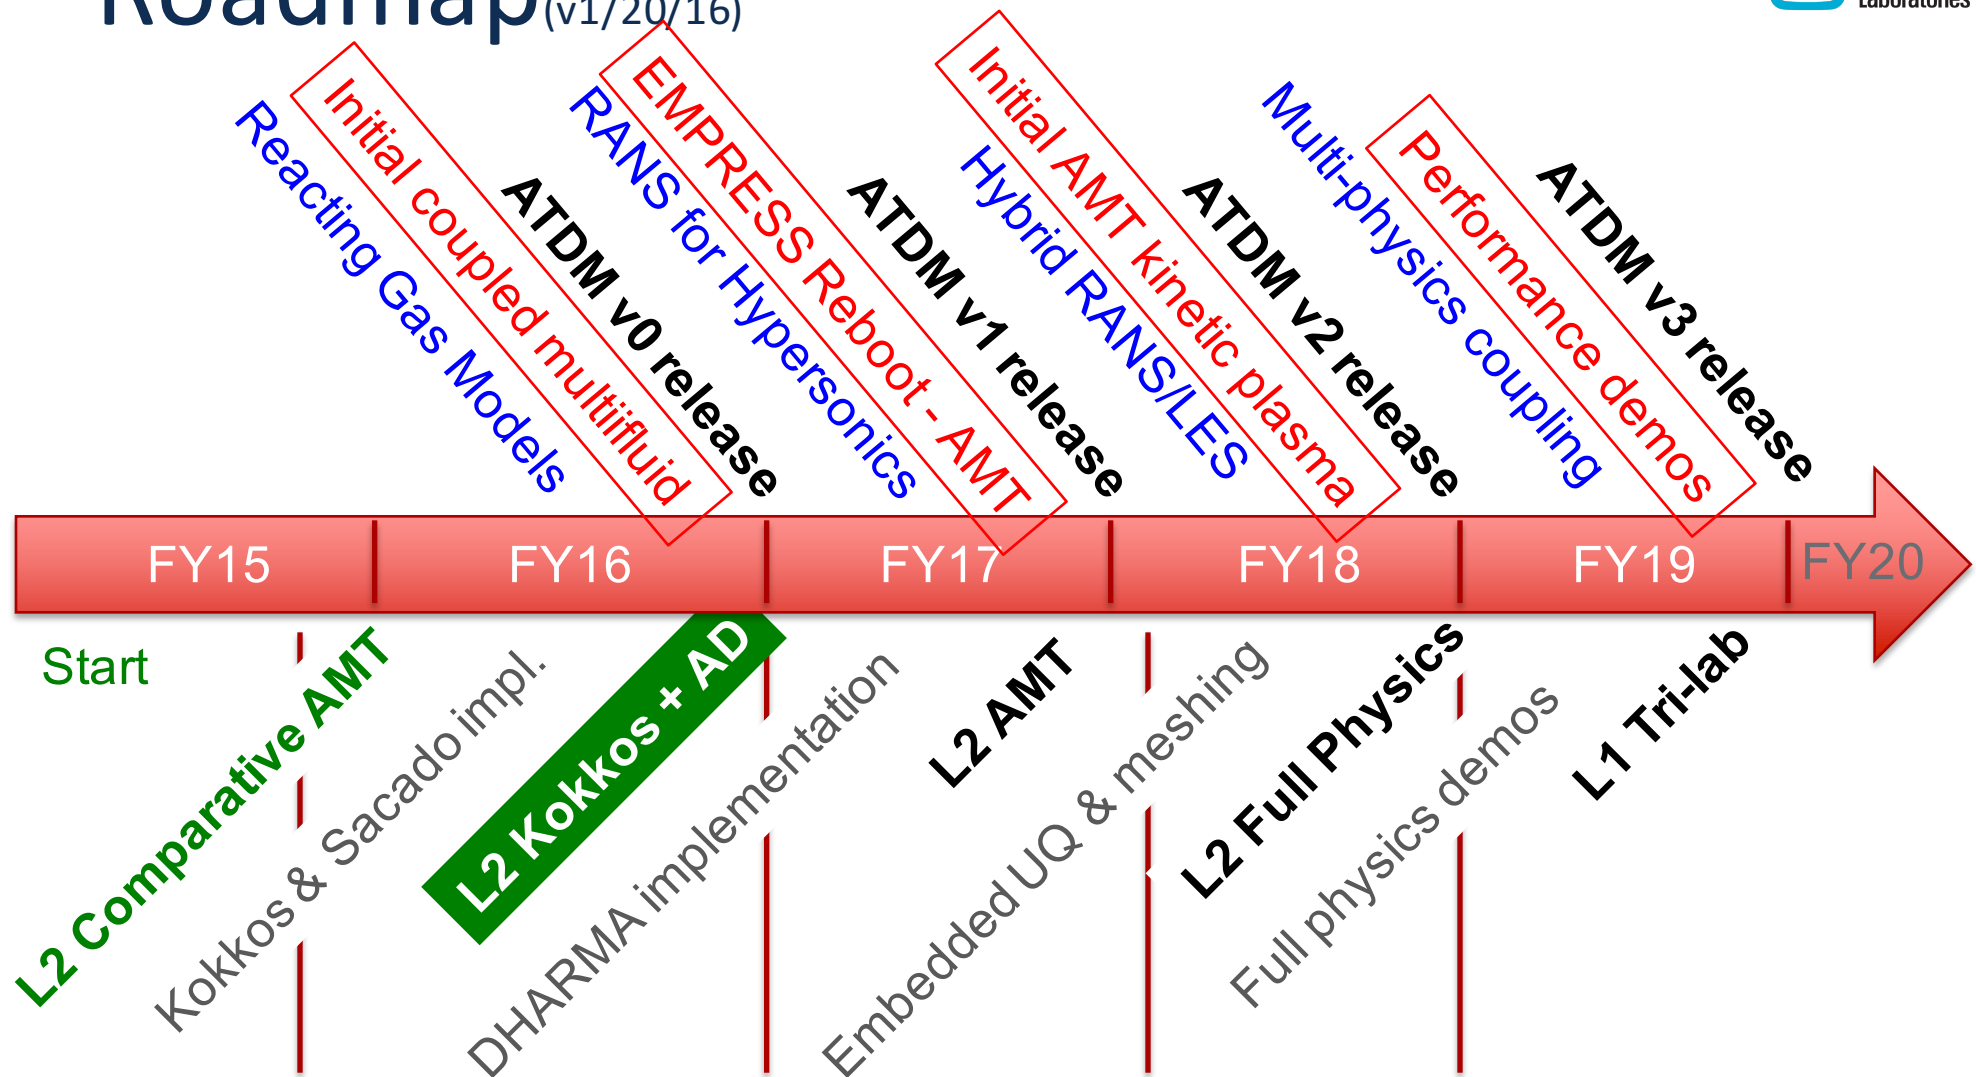 Roadmap(v1/20/16)
Laboratories
Reacting Gas Models
Initial coupled multiifluid
ATDM v0 release
RANS for Hypersonics
EMPRESS Reboot - AMT
ATDM v1 release
Hybrid RANS/LES
Initial AMT kinetic plasma
ATDM v2 release
Multi-physics coupling
Performance demos
ATDM v3 release
FY15
FY16
FY17
FY18
FY19
FY20
Start
L2 Comparative AMT
Kokkos & Sacado impl.
L2 Kokkos + AD
DHARMA implementation
L2 AMT
Embedded UQ & meshing
L2 Full Physics
Full physics demos
L1 Tri-lab